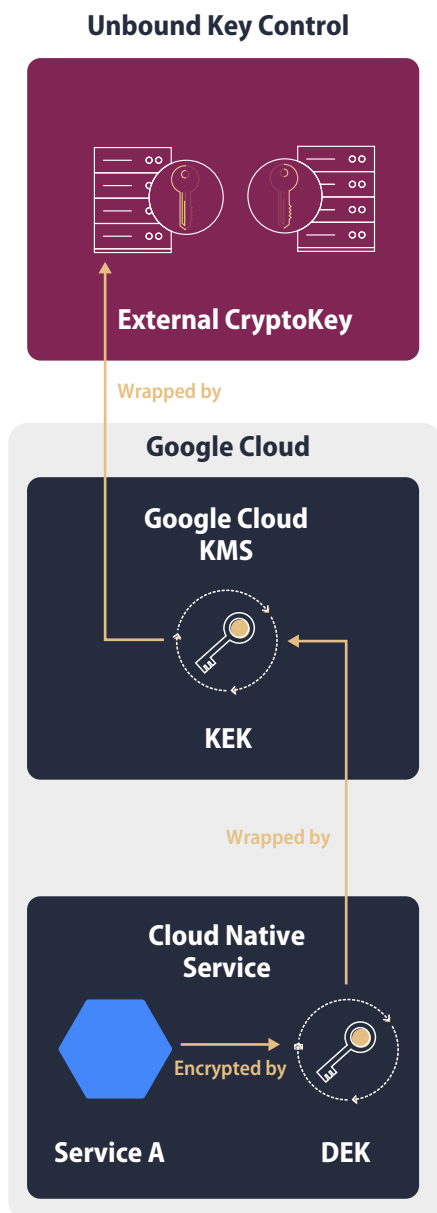 Unbound Key Control
External CryptoKey
Wrapped by
Google Cloud
Google Cloud
KMS
KEK
Wrapped by
Cloud Native
Service
Encrypted by
Service A
DEK